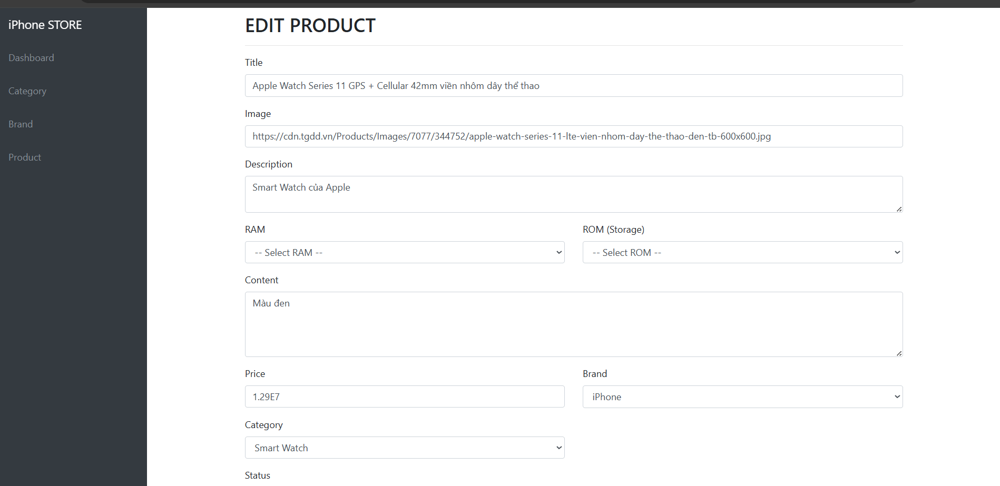 iPhone STORE
Dashboard
Category
Brand
Product
EDIT PRODUCT
Title
Apple Watch Series 11 GPS + Cellular 42mm viền nhôm dây thể thao
Image
https://cdn.tgdd.vn/Products/Images/7077/344752/apple-watch-series-11-lte-vien-nhom-day-the-thao-den-tb-600x600.jpg
Description
Smart Watch của Apple
RAM
ROM (Storage)
-- Select RAM --
-- Select ROM --
Content
Màu đen
Price
Brand
1.29E7
iPhone
Category
Smart Watch
Status